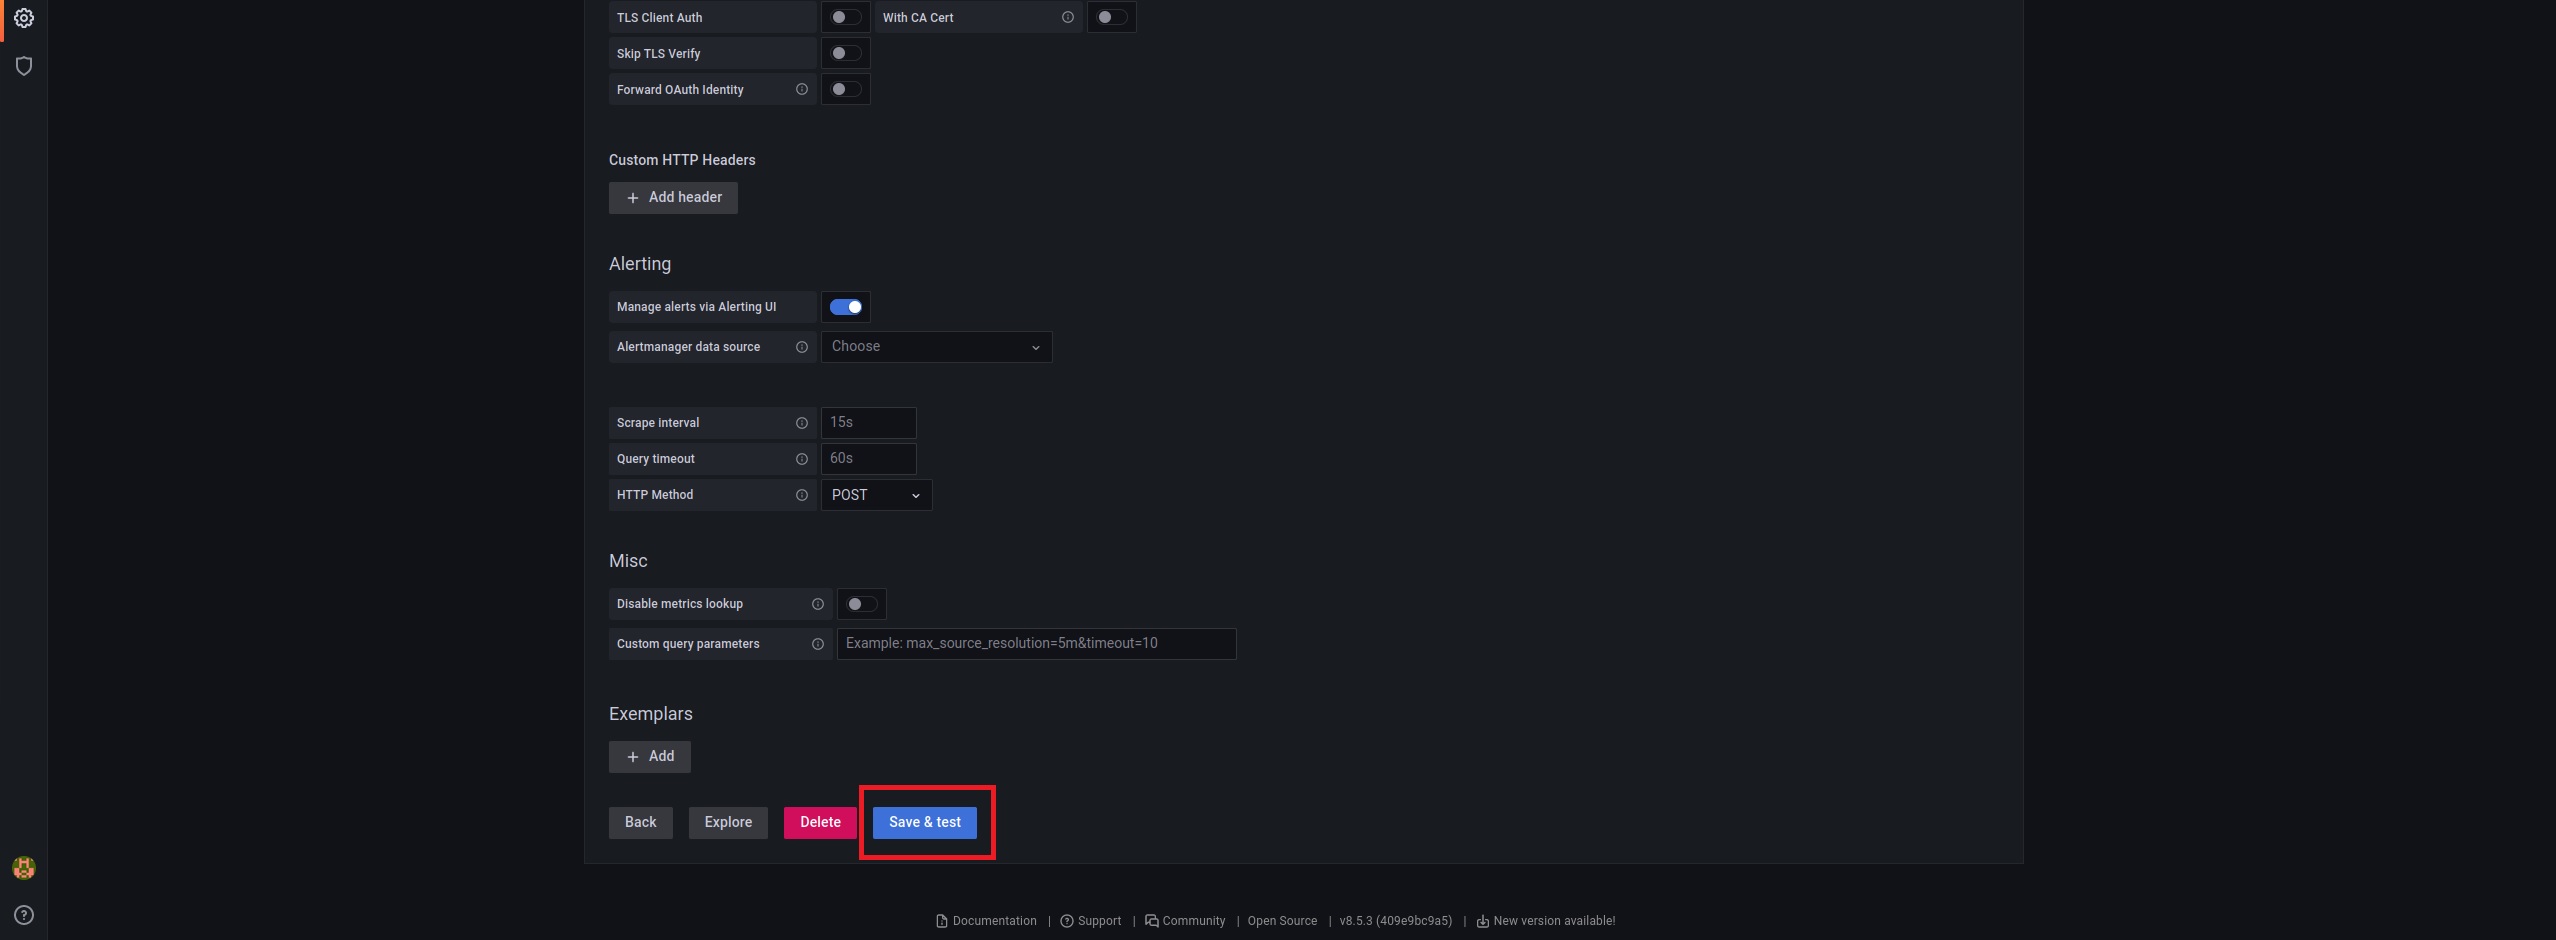 TLS Client Auth With CA Cert
Skip TLS Verify
Forward OAuth Identity
Custom HTTP Headers
+ Add header
Alerting
Manage alerts via Alerting UI
Alertmanager data source Choose
Scrape interval 15s
Query timeout 60s
HTTP Method POST
Misc
Disable metrics lookup
Custom query parameters Example: max_source_resolution=5m&timeout=10
Exemplars
+ Add
Back Explore Delete Save & test
Documentation | Support | Community | Open Source | v8.5.3 (409e9bc9a5) | New version available!